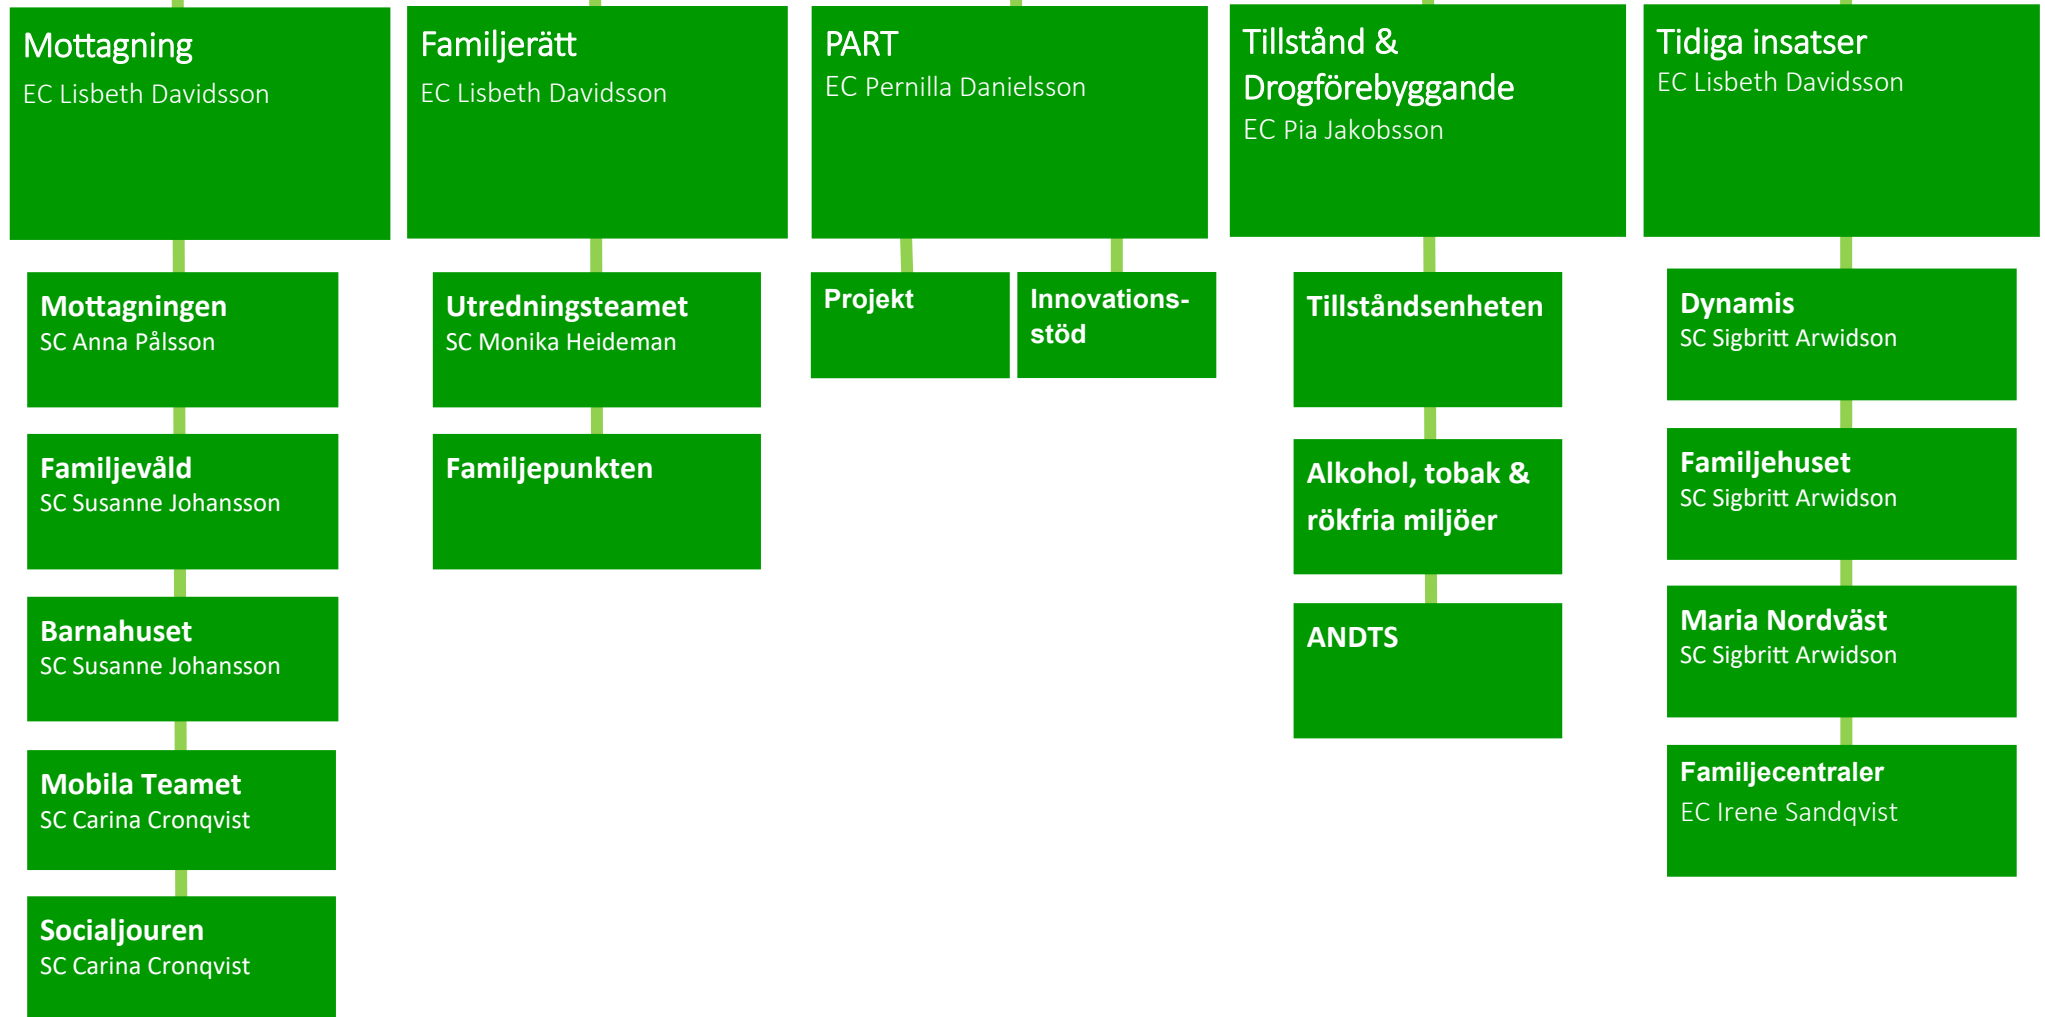 Mottagning
EC Lisbeth Davidsson
Mottagningen
SC Anna Pålsson
Familjevåld
SC Susanne Johansson
Barnahuset
SC Susanne Johansson
Mobila Teamet
SC Carina Cronqvist
Socialjouren
SC Carina Cronqvist
Familjerätt
EC Lisbeth Davidsson
Utredningsteamet
SC Monika Heideman
Familjepunkten
PART
EC Pernilla Danielsson
Projekt
Innovations-
stöd
Tillstånd &
Drogförebyggande
EC Pia Jakobsson
Tillståndsenheten
Alkohol, tobak &
rökfria miljöer
ANDTS
Tidiga insatser
EC Lisbeth Davidsson
Dynamis
SC Sigbritt Arwidson
Familjehuset
SC Sigbritt Arwidson
Maria Nordväst
SC Sigbritt Arwidson
Familjecentraler
EC Irene Sandqvist